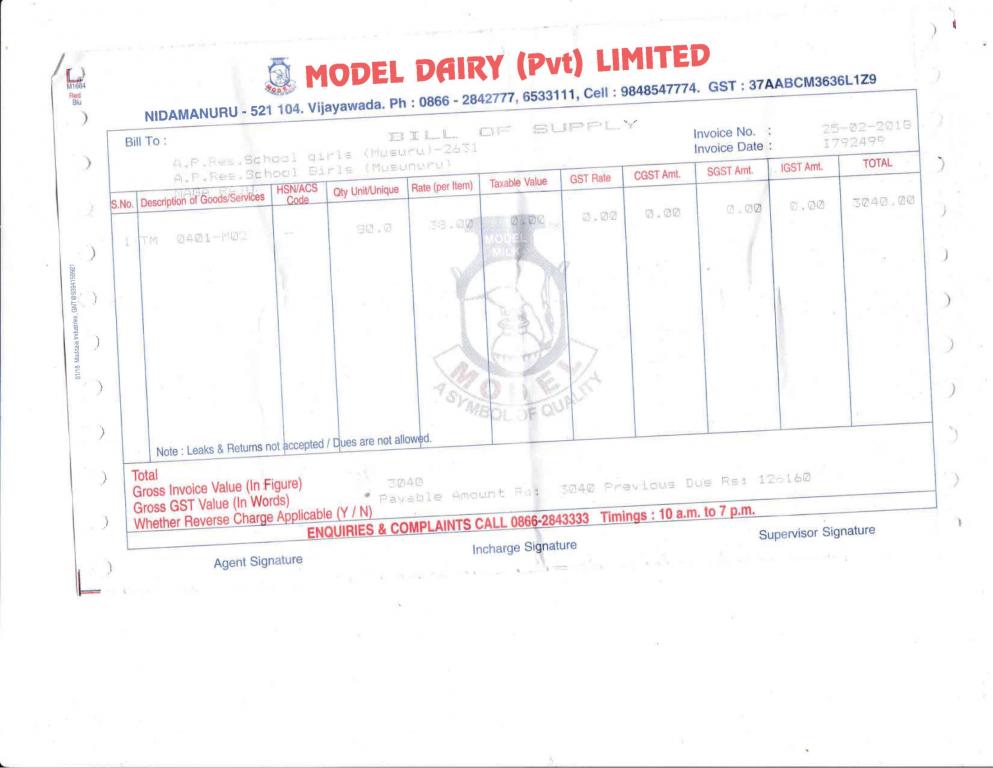 MODEL DAIRY (Pvt) LIMITED
NIDAMANURU - 521 104. Vijayawada. Ph : 0866 - 2842777, 6533111, Cell : 9848547774. GST : 37AABCM3636L1Z9
M1664
Red
Blu
Bill To :
BILL OF SUPPLY
Invoice No. : 25-02-2018
Invoice Date : I792499
A.P.Res.School girls (Musuru)-2631
A.P.Res.School Girls (Musunuru)
S.No. Description of Goods/Services HSN/ACS Code Qty Unit/Unique Rate (per Item) Taxable Value GST Rate CGST Amt. SGST Amt. IGST Amt. TOTAL
1 TM 0401-M02 -- 80.0 38.00 0.00 0.00 0.00 0.00 0.00 3040.00
MODEL
MILK
MODEL
A SYMBOL OF QUALITY
Note : Leaks & Returns not accepted / Dues are not allowed.
Total
Gross Invoice Value (In Figure) 3040
Gross GST Value (In Words) * Payable Amount Rs: 3040 Previous Due Rs: 126160
Whether Reverse Charge Applicable (Y / N)
ENQUIRIES & COMPLAINTS CALL 0866-2843333 Timings : 10 a.m. to 7 p.m.
Agent Signature Incharge Signature Supervisor Signature